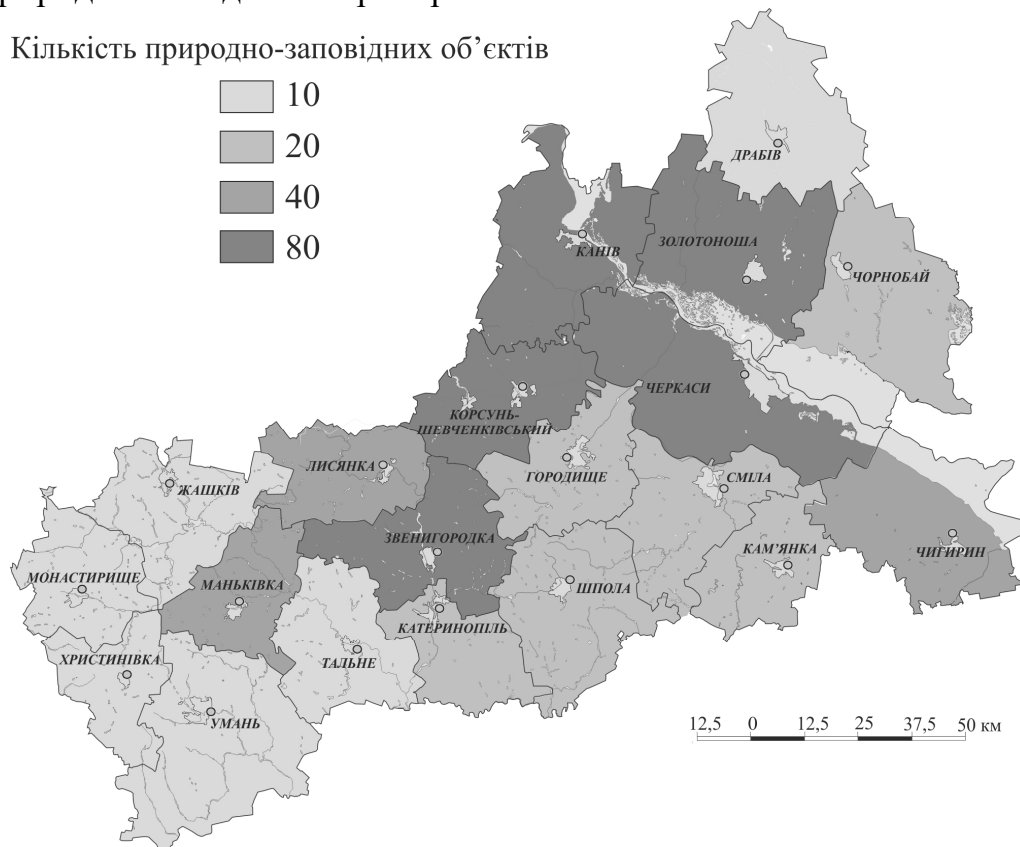 Кількість природно-заповідних об’єктів
10
20
40
80
ДРАБІВ
ЗОЛОТОНОША
КАНІВ
ЧОРНОБАЙ
ЧЕРКАСИ
КОРСУНЬ-
ШЕВЧЕНКІВСЬКИЙ
ЛИСЯНКА
ГОРОДИЩЕ
СМІЛА
ЖАШКІВ
ЗВЕНИГОРОДКА
КАМ’ЯНКА
ЧИГИРИН
МОНАСТИРИЩЕ
МАНЬКІВКА
ШПОЛА
КАТЕРИНОПІЛЬ
ХРИСТИНІВКА
ТАЛЬНЕ
УМАНЬ
12,5 0 12,5 25 37,5 50 км